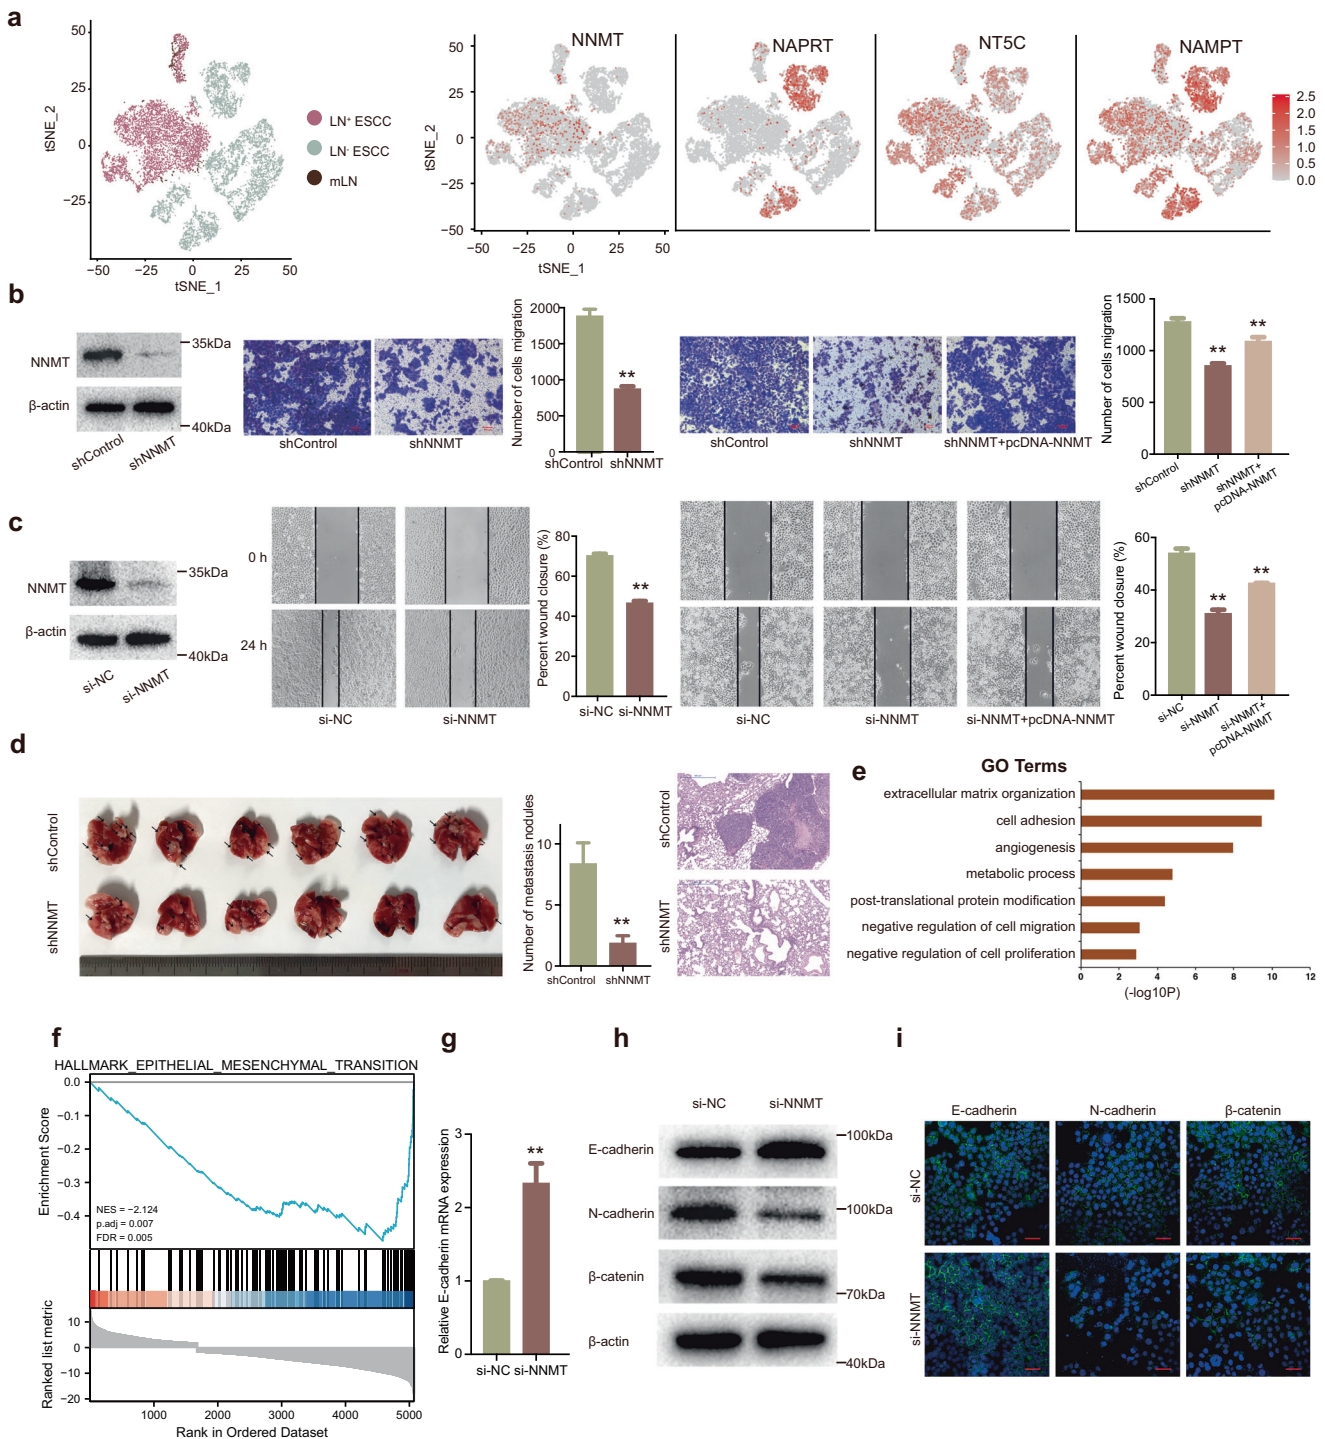 a
50
25
0
−25
−50
−25
0
25
50
tSNE_2
tSNE_1
LN⁺ ESCC
LN⁻ ESCC
mLN
NNMT
NAPRT
NT5C
NAMPT
50
25
0
−25
−50
−50
−25
0
25
50
tSNE_2
tSNE_1
2.5
2.0
1.5
1.0
0.5
0.0
b
NNMT
35kDa
β-actin
40kDa
shControl
shNNMT
shControl
shNNMT
Number of cells migration
2000
1500
1000
500
0
**
shControl
shNNMT
shControl
shNNMT
shNNMT+pcDNA-NNMT
Number of cells migration
1500
1000
500
0
**
**
shControl
shNNMT
shNNMT+
pcDNA-NNMT
c
NNMT
35kDa
β-actin
40kDa
si-NC
si-NNMT
0 h
24 h
si-NC
si-NNMT
Percent wound closure (%)
80
60
40
20
0
**
si-NC
si-NNMT
si-NC
si-NNMT
si-NNMT+pcDNA-NNMT
Percent wound closure (%)
60
40
20
0
**
**
si-NC
si-NNMT
si-NNMT+
pcDNA-NNMT
d
shControl
shNNMT
Number of metastasis nodules
10
5
0
**
shControl
shNNMT
shControl
shNNMT
e
GO Terms
extracellular matrix organization
cell adhesion
angiogenesis
metabolic process
post-translational protein modification
negative regulation of cell migration
negative regulation of cell proliferation
0 2 4 6 8 10 12
(-log10P)
f
HALLMARK_EPITHELIAL_MESENCHYMAL_TRANSITION
Enrichment Score
0.0
−0.1
−0.2
−0.3
−0.4
NES = −2.124
p.adj = 0.007
FDR = 0.005
Ranked list metric
10
0
−10
−20
1000 2000 3000 4000 5000
Rank in Ordered Dataset
g
Relative E-cadherin mRNA expression
3
2
1
0
**
si-NC
si-NNMT
h
si-NC
si-NNMT
E-cadherin
100kDa
N-cadherin
100kDa
β-catenin
70kDa
β-actin
40kDa
i
E-cadherin
N-cadherin
β-catenin
si-NC
si-NNMT